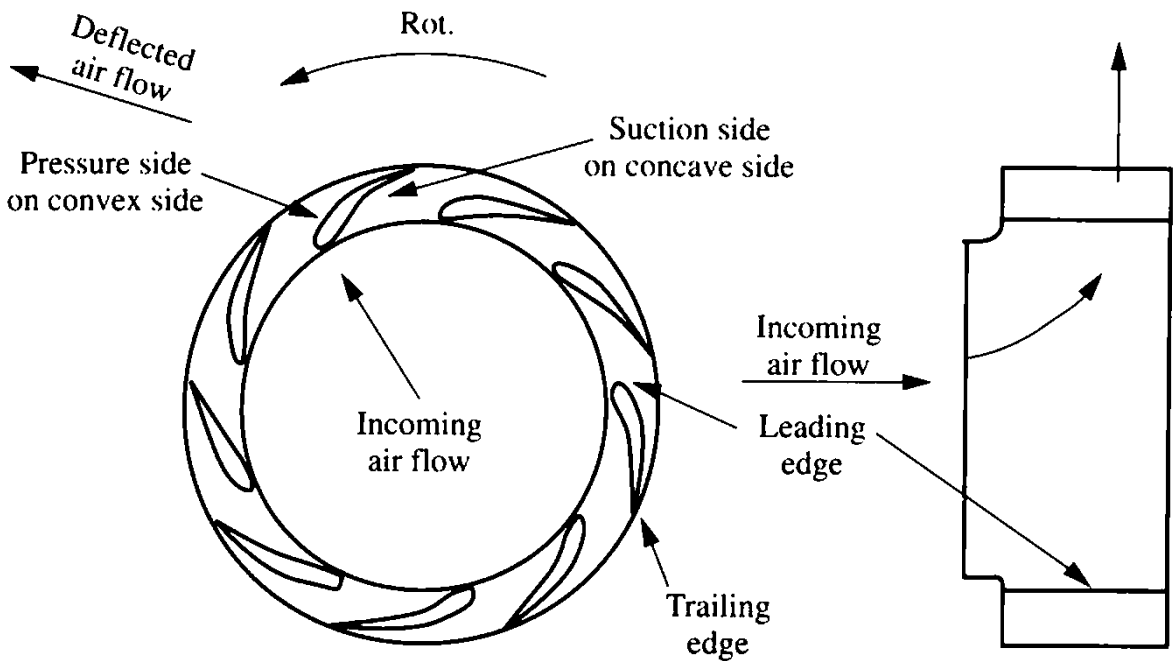 Deflected
air flow
Rot.
Pressure side
on convex side
Suction side
on concave side
Incoming
air flow
Incoming
air flow
Leading
edge
Trailing
edge